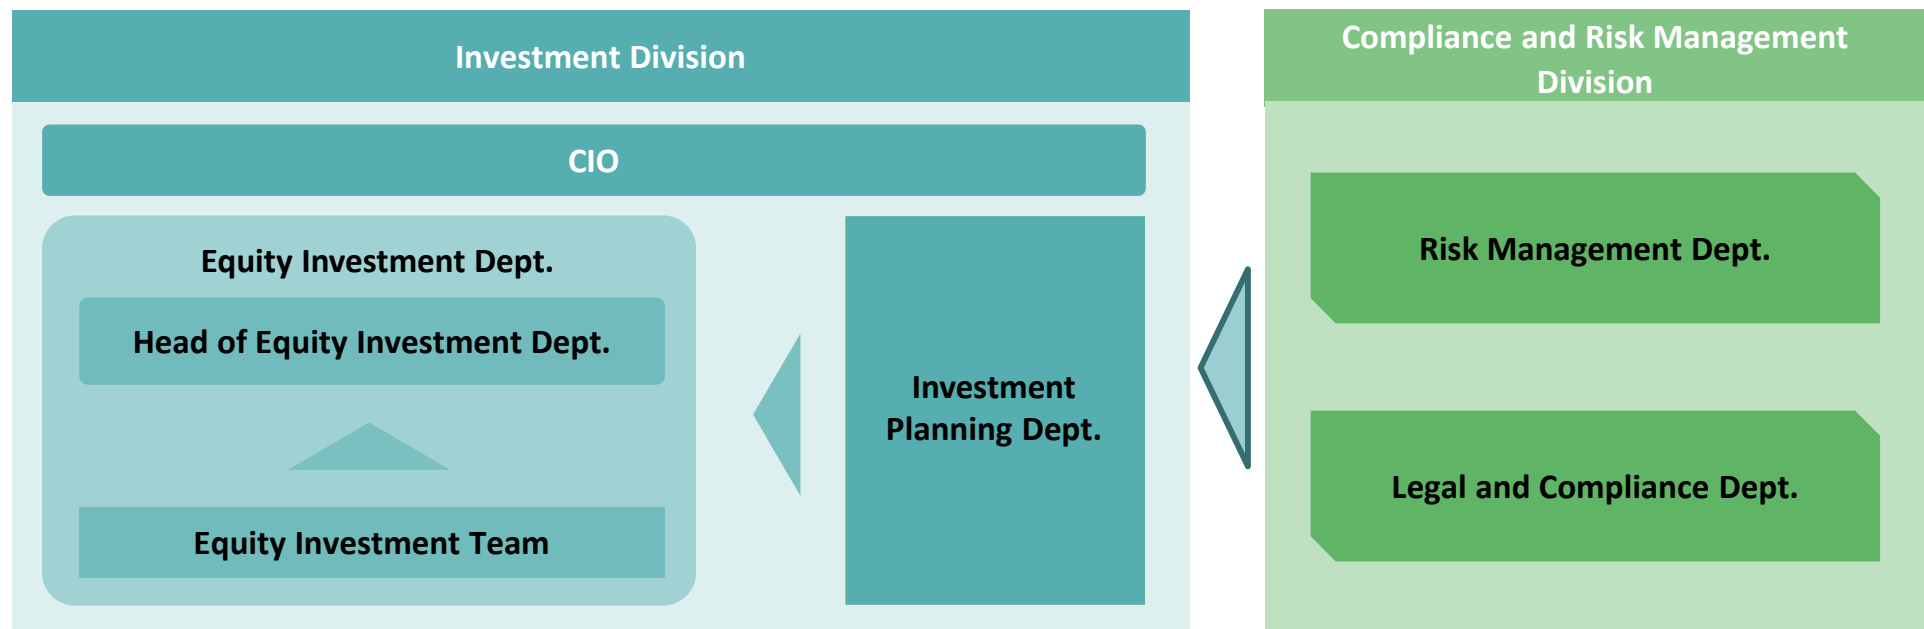 Investment Division
CIO
Equity Investment Dept.
Head of Equity Investment Dept.
Equity Investment Team
Investment
Planning Dept.
Compliance and Risk Management
Division
Risk Management Dept.
Legal and Compliance Dept.